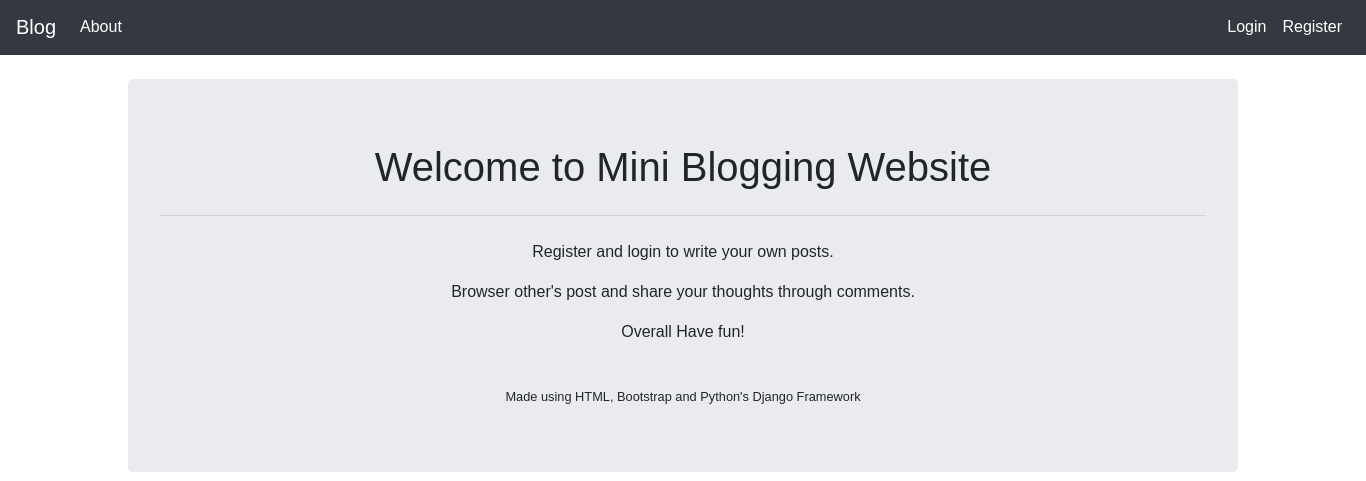 Blog About Login Register
Welcome to Mini Blogging Website
Register and login to write your own posts.
Browser other's post and share your thoughts through comments.
Overall Have fun!
Made using HTML, Bootstrap and Python's Django Framework